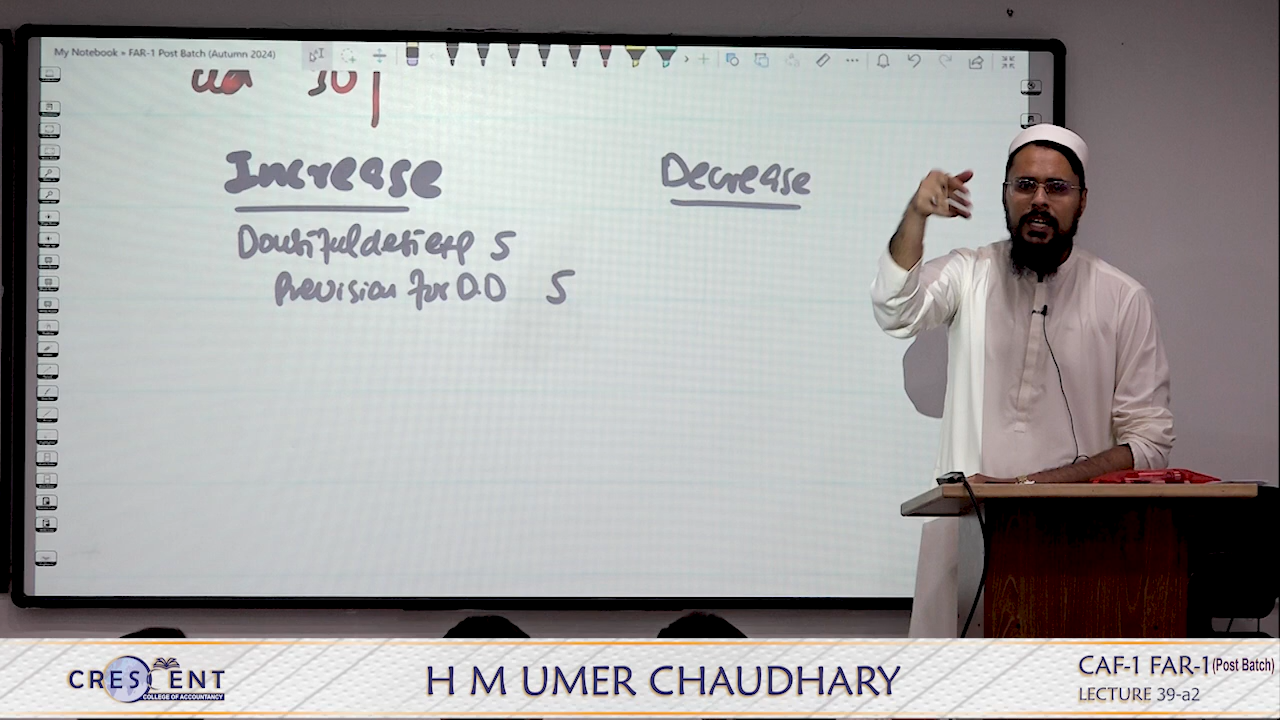 My Notebook » FAR-1 Post Batch (Autumn 2024)
Increase
Decrease
Doubtful debt exp 5
Provision for D.D 5
CRESCENT
COLLEGE OF ACCOUNTANCY
H M UMER CHAUDHARY
CAF-1 FAR-1 (Post Batch)
LECTURE 39-a2